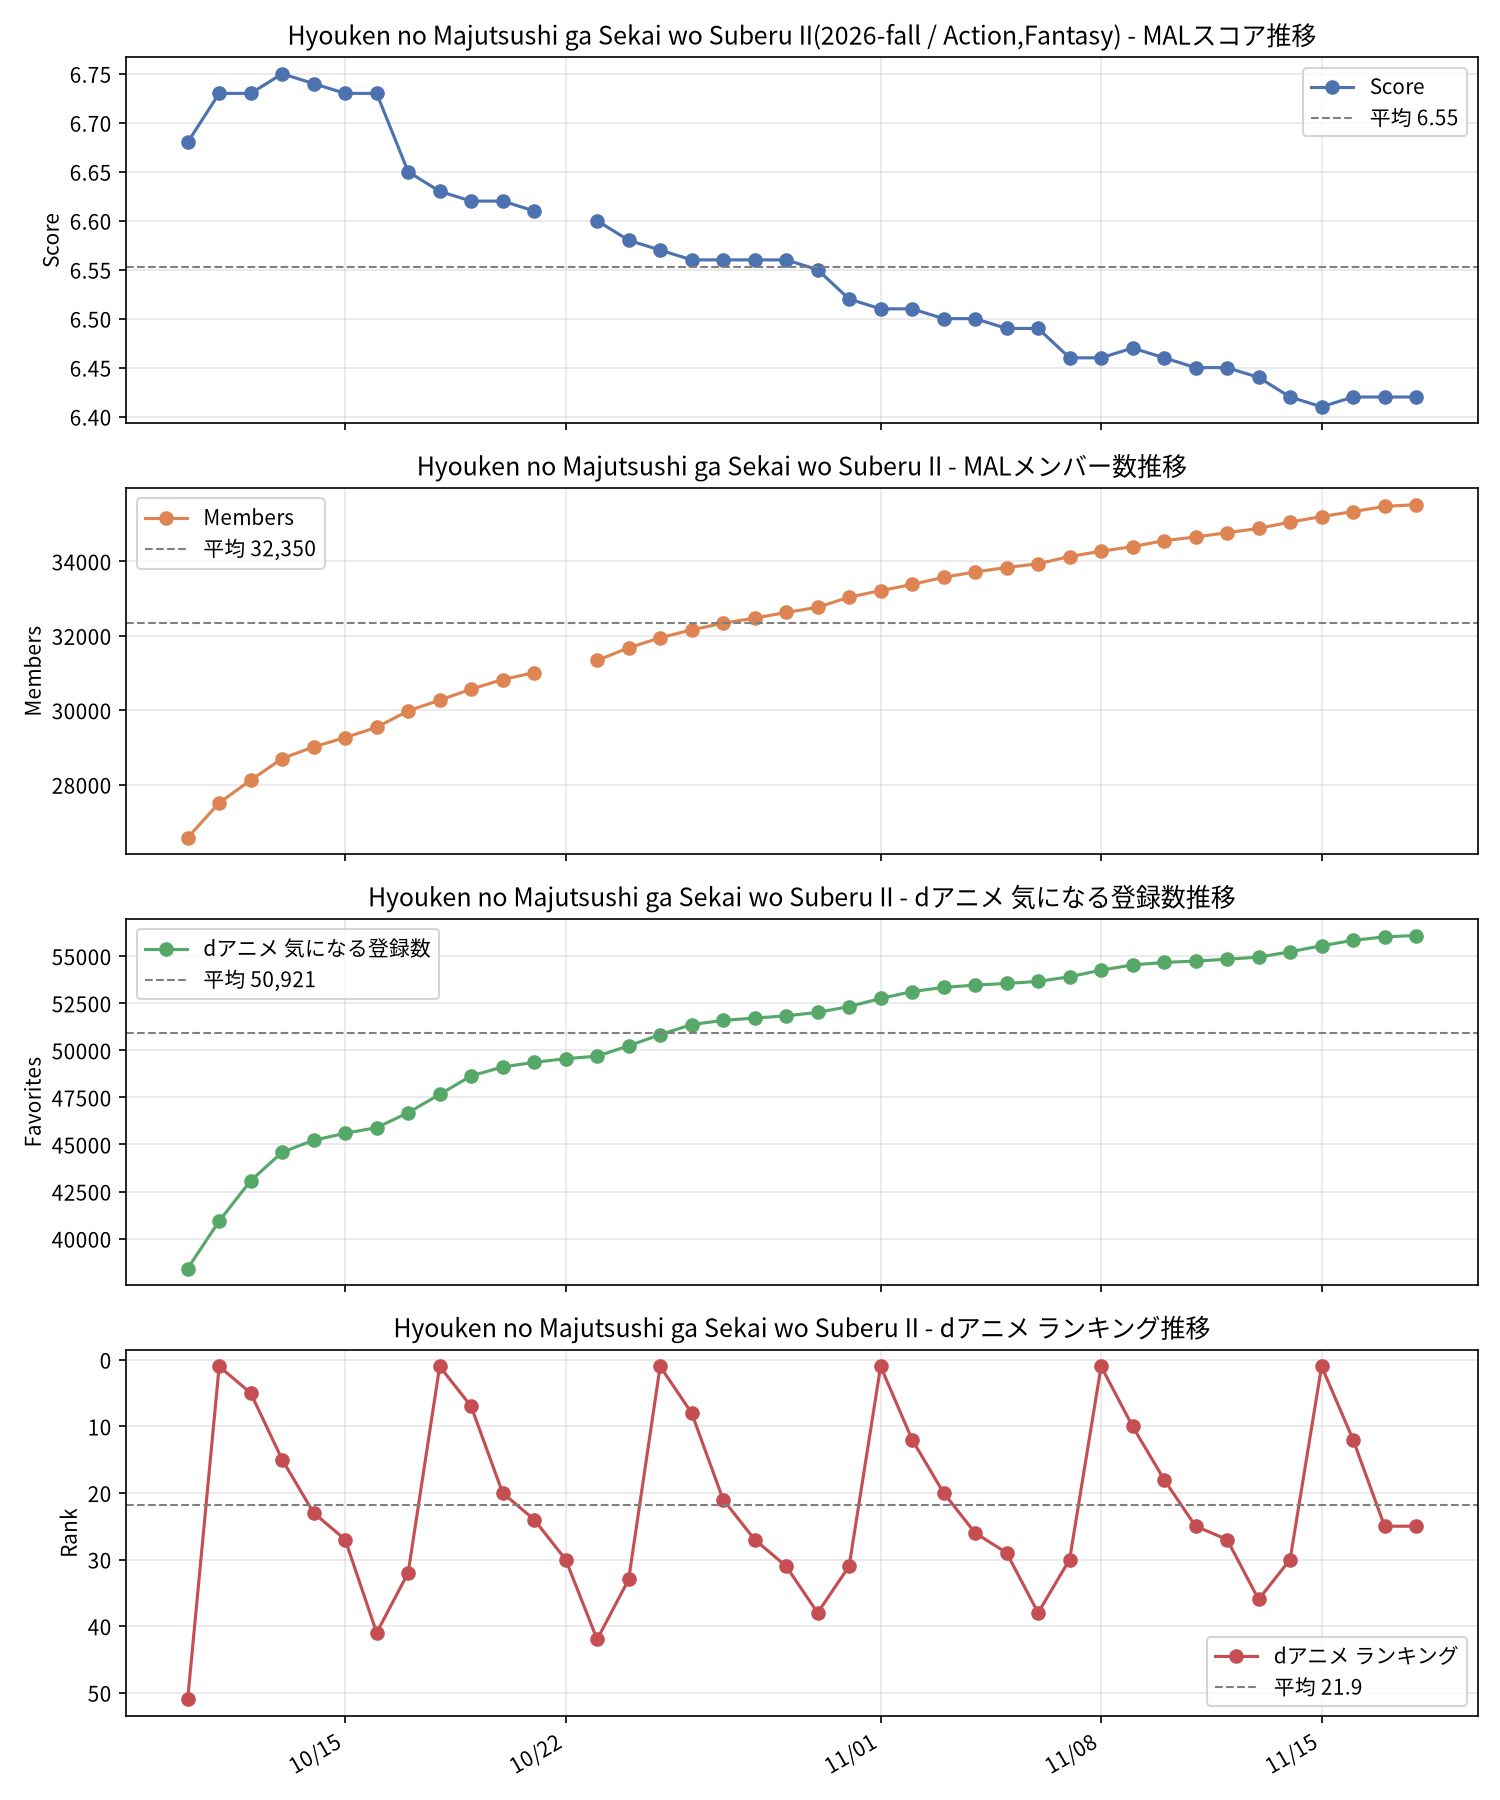 Hyouken no Majutsushi ga Sekai wo Suberu II(2026-fall / Action,Fantasy) - MALスコア推移
6.75
6.70
6.65
6.60
6.55
6.50
6.45
6.40
Score
Score
平均 6.55
Hyouken no Majutsushi ga Sekai wo Suberu II - MALメンバー数推移
34000
32000
30000
28000
Members
Members
平均 32,350
Hyouken no Majutsushi ga Sekai wo Suberu II - dアニメ 気になる登録数推移
55000
52500
50000
47500
45000
42500
40000
Favorites
dアニメ 気になる登録数
平均 50,921
Hyouken no Majutsushi ga Sekai wo Suberu II - dアニメ ランキング推移
0
10
20
30
40
50
Rank
dアニメ ランキング
平均 21.9
10/15
10/22
11/01
11/08
11/15